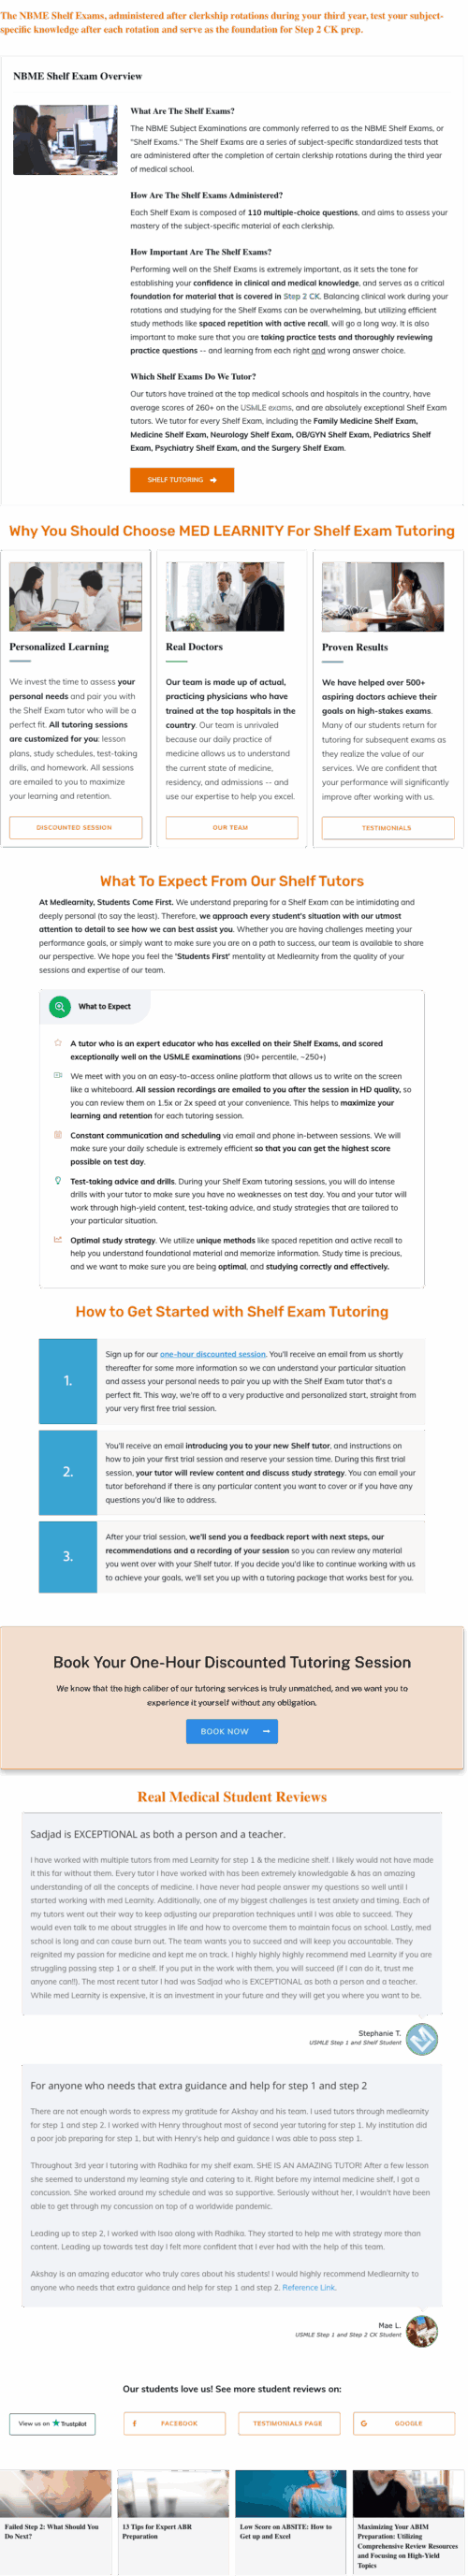 The NBME Shelf Exams, administered after clerkship rotations during your third year, test your subject-
specific knowledge after each rotation and serve as the foundation for Step 2 CK prep.
NBME Shelf Exam Overview
What Are The Shelf Exams?
The NBME Subject Examinations are commonly referred to as the NBME Shelf Exams, or
"Shelf Exams." The Shelf Exams are a series of subject-specific standardized tests that
are administered after the completion of certain clerkship rotations during the third year
of medical school.
How Are The Shelf Exams Administered?
Each Shelf Exam is composed of 110 multiple-choice questions, and aims to assess your
mastery of the subject-specific material of each clerkship.
How Important Are The Shelf Exams?
Performing well on the Shelf Exams is extremely important, as it sets the tone for
establishing your confidence in clinical and medical knowledge, and serves as a critical
foundation for material that is covered in Step 2 CK. Balancing clinical work during your
rotations and studying for the Shelf Exams can be overwhelming, but utilizing efficient
study methods like spaced repetition with active recall, will go a long way. It is also
important to make sure that you are taking practice tests and thoroughly reviewing
practice questions -- and learning from each right and wrong answer choice.
Which Shelf Exams Do We Tutor?
Our tutors have trained at the top medical schools and hospitals in the country, have
average scores of 260+ on the USMLE exams, and are absolutely exceptional Shelf Exam
tutors. We tutor for every Shelf Exam, including the Family Medicine Shelf Exam,
Medicine Shelf Exam, Neurology Shelf Exam, OB/GYN Shelf Exam, Pediatrics Shelf
Exam, Psychiatry Shelf Exam, and the Surgery Shelf Exam.
SHELF TUTORING ➔
Why You Should Choose MED LEARNITY For Shelf Exam Tutoring
Personalized Learning
We invest the time to assess your
personal needs and pair you with
the Shelf Exam tutor who will be a
perfect fit. All tutoring sessions
are customized for you: lesson
plans, study schedules, test-taking
drills, and homework. All sessions
are emailed to you to maximize
your learning and retention.
DISCOUNTED SESSION
Real Doctors
Our team is made up of actual,
practicing physicians who have
trained at the top hospitals in the
country. Our team is unrivaled
because our daily practice of
medicine allows us to understand
the current state of medicine,
residency, and admissions -- and
use our expertise to help you excel.
OUR TEAM
Proven Results
We have helped over 500+
aspiring doctors achieve their
goals on high-stakes exams.
Many of our students return for
tutoring for subsequent exams as
they realize the value of our
services. We are confident that
your performance will significantly
improve after working with us.
TESTIMONIALS
What To Expect From Our Shelf Tutors
At Medlearnity, Students Come First. We understand preparing for a Shelf Exam can be intimidating and
deeply personal (to say the least). Therefore, we approach every student's situation with our utmost
attention to detail to see how we can best assist you. Whether you are having challenges meeting your
performance goals, or simply want to make sure you are on a path to success, our team is available to share
our perspective. We hope you feel the 'Students First' mentality at Medlearnity from the quality of your
sessions and expertise of our team.
What to Expect
A tutor who is an expert educator who has excelled on their Shelf Exams, and scored
exceptionally well on the USMLE examinations (90+ percentile, ~250+)
We meet with you on an easy-to-access online platform that allows us to write on the screen
like a whiteboard. All session recordings are emailed to you after the session in HD quality, so
you can review them on 1.5x or 2x speed at your convenience. This helps to maximize your
learning and retention for each tutoring session.
Constant communication and scheduling via email and phone in-between sessions. We will
make sure your daily schedule is extremely efficient so that you can get the highest score
possible on test day.
Test-taking advice and drills. During your Shelf Exam tutoring sessions, you will do intense
drills with your tutor to make sure you have no weaknesses on test day. You and your tutor will
work through high-yield content, test-taking advice, and study strategies that are tailored to
your particular situation.
Optimal study strategy. We utilize unique methods like spaced repetition and active recall to
help you understand foundational material and memorize information. Study time is precious,
and we want to make sure you are being optimal, and studying correctly and effectively.
How to Get Started with Shelf Exam Tutoring
1.
Sign up for our one-hour discounted session. You'll receive an email from us shortly
thereafter for some more information so we can understand your particular situation
and assess your personal needs to pair you up with the Shelf Exam tutor that's a
perfect fit. This way, we're off to a very productive and personalized start, straight from
your very first free trial session.
2.
You'll receive an email introducing you to your new Shelf tutor, and instructions on
how to join your first trial session and reserve your session time. During this first trial
session, your tutor will review content and discuss study strategy. You can email your
tutor beforehand if there is any particular content you want to cover or if you have any
questions you'd like to address.
3.
After your trial session, we'll send you a feedback report with next steps, our
recommendations and a recording of your session so you can review any material
you went over with your Shelf tutor. If you decide you'd like to continue working with us
to achieve your goals, we'll set you up with a tutoring package that works best for you.
Book Your One-Hour Discounted Tutoring Session
We know that the high caliber of our tutoring services is truly unmatched, and we want you to
experience it yourself without any obligation.
BOOK NOW →
Real Medical Student Reviews
Sadjad is EXCEPTIONAL as both a person and a teacher.
I have worked with multiple tutors from med Learnity for step 1 & the medicine shelf. I likely would not have made
it this far without them. Every tutor I have worked with has been extremely knowledgable & has an amazing
understanding of all the concepts of medicine. I have never had people answer my questions so well until I
started working with med Learnity. Additionally, one of my biggest challenges is test anxiety and timing. Each of
my tutors went out their way to keep adjusting our preparation techniques until I was able to succeed. They
would even talk to me about struggles in life and how to overcome them to maintain focus on school. Lastly, med
school is long and can cause burn out. The team wants you to succeed and will keep you accountable. They
reignited my passion for medicine and kept me on track. I highly highly highly recommend med Learnity if you are
struggling passing step 1 or a shelf. If you put in the work with them, you will succeed (if I can do it, trust me
anyone can!!). The most recent tutor I had was Sadjad who is EXCEPTIONAL as both a person and a teacher.
While med Learnity is expensive, it is an investment in your future and they will get you where you want to be.
Stephanie T.
USMLE Step 1 and Shelf Student
For anyone who needs that extra guidance and help for step 1 and step 2
There are not enough words to express my gratitude for Akshay and his team. I used tutors through medlearnity
for step 1 and step 2. I worked with Henry throughout most of second year tutoring for step 1. My institution did
a poor job preparing for step 1, but with Henry's help and guidance I was able to pass step 1.
Throughout 3rd year I tutoring with Radhika for my shelf exam. SHE IS AN AMAZING TUTOR! After a few lesson
she seemed to understand my learning style and catering to it. Right before my internal medicine shelf, I got a
concussion. She worked around my schedule and was so supportive. Seriously without her, I wouldn't have been
able to get through my concussion on top of a worldwide pandemic.
Leading up to step 2, I worked with Isao along with Radhika. They started to help me with strategy more than
content. Leading up towards test day I felt more confident that I ever had with the help of this team.
Akshay is an amazing educator who truly cares about his students! I would highly recommend Medlearnity to
anyone who needs that extra guidance and help for step 1 and step 2. Reference Link.
Mae L.
USMLE Step 1 and Step 2 CK Student
Our students love us! See more student reviews on:
View us on ★ Trustpilot
f FACEBOOK
TESTIMONIALS PAGE
G GOOGLE
Failed Step 2: What Should You
Do Next?
13 Tips for Expert ABR
Preparation
Low Score on ABSITE: How to
Get up and Excel
Maximizing Your ABIM
Preparation: Utilizing
Comprehensive Review Resources
and Focusing on High-Yield
Topics